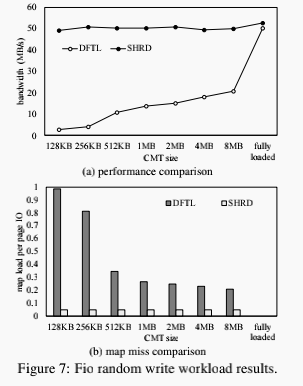 60
50
40
30
20
10
0
bandwidth (MB/s)
DFTL SHRD
128KB 256KB 512KB 1MB 2MB 4MB 8MB fully
loaded
CMT size
(a) performance comparison
1
0.9
0.8
0.7
0.6
0.5
0.4
0.3
0.2
0.1
0
map load per page IO
DFTL SHRD
128KB 256KB 512KB 1MB 2MB 4MB 8MB fully
loaded
CMT size
(b) map miss comparison
Figure 7: Fio random write workload results.